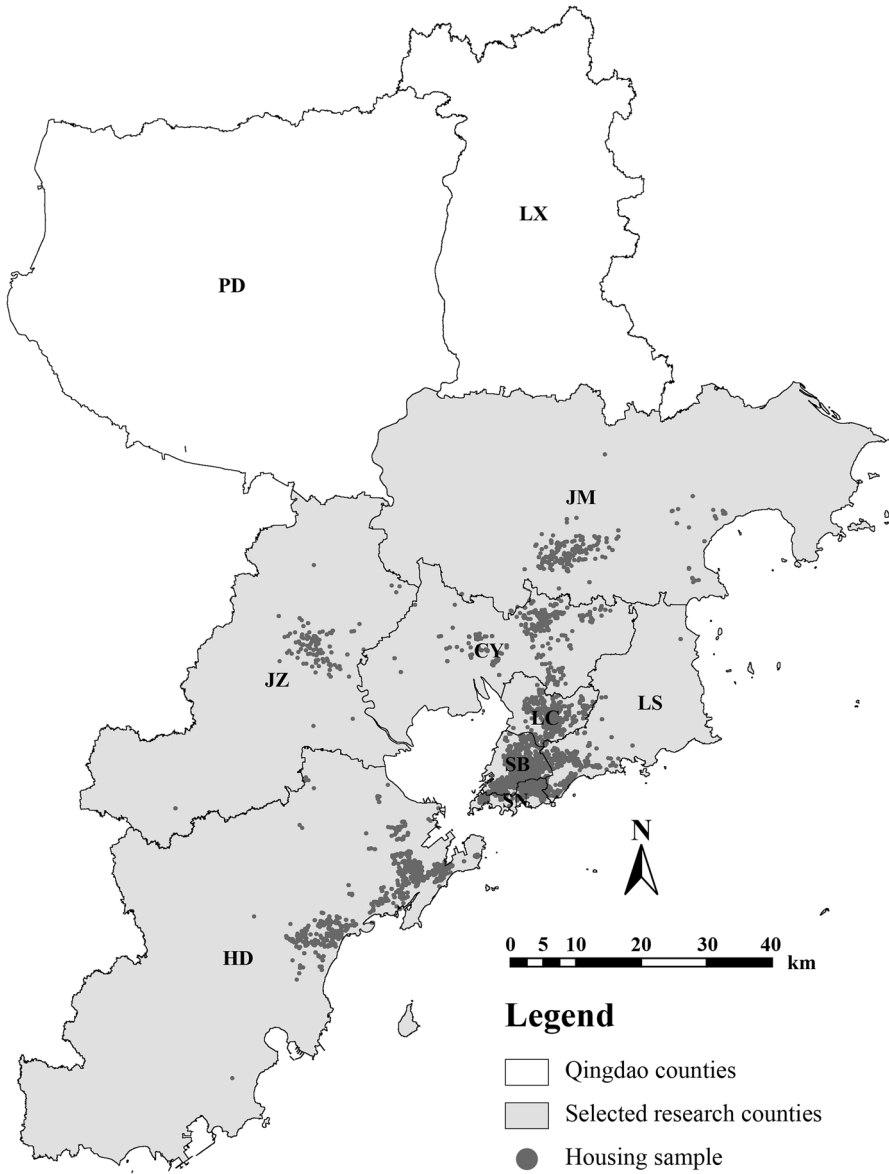 LX
PD
JM
CY
JZ
LS
LC
SB
SN
N
0 5 10 20 30 40
km
HD
Legend
Qingdao counties
Selected research counties
Housing sample